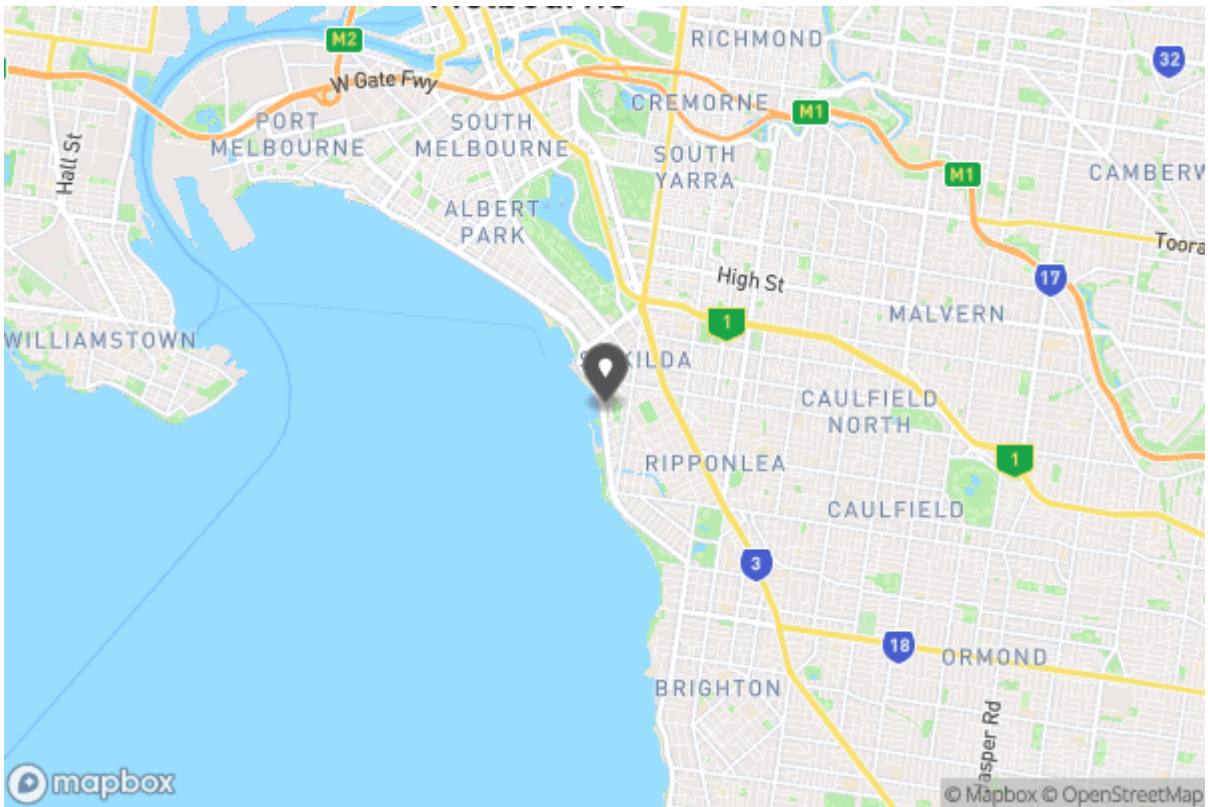 Melbourne
RICHMOND
M2
32
W Gate Fwy
CREMORNE
M1
PORT
MELBOURNE
SOUTH
MELBOURNE
SOUTH
YARRA
Hall St
M1
CAMBERW
ALBERT
PARK
Toora
High St
17
MALVERN
1
WILLIAMSTOWN
KILDA
CAULFIELD
NORTH
RIPPONLEA
1
CAULFIELD
3
18
ORMOND
BRIGHTON
Jasper Rd
mapbox
© Mapbox © OpenStreetMap